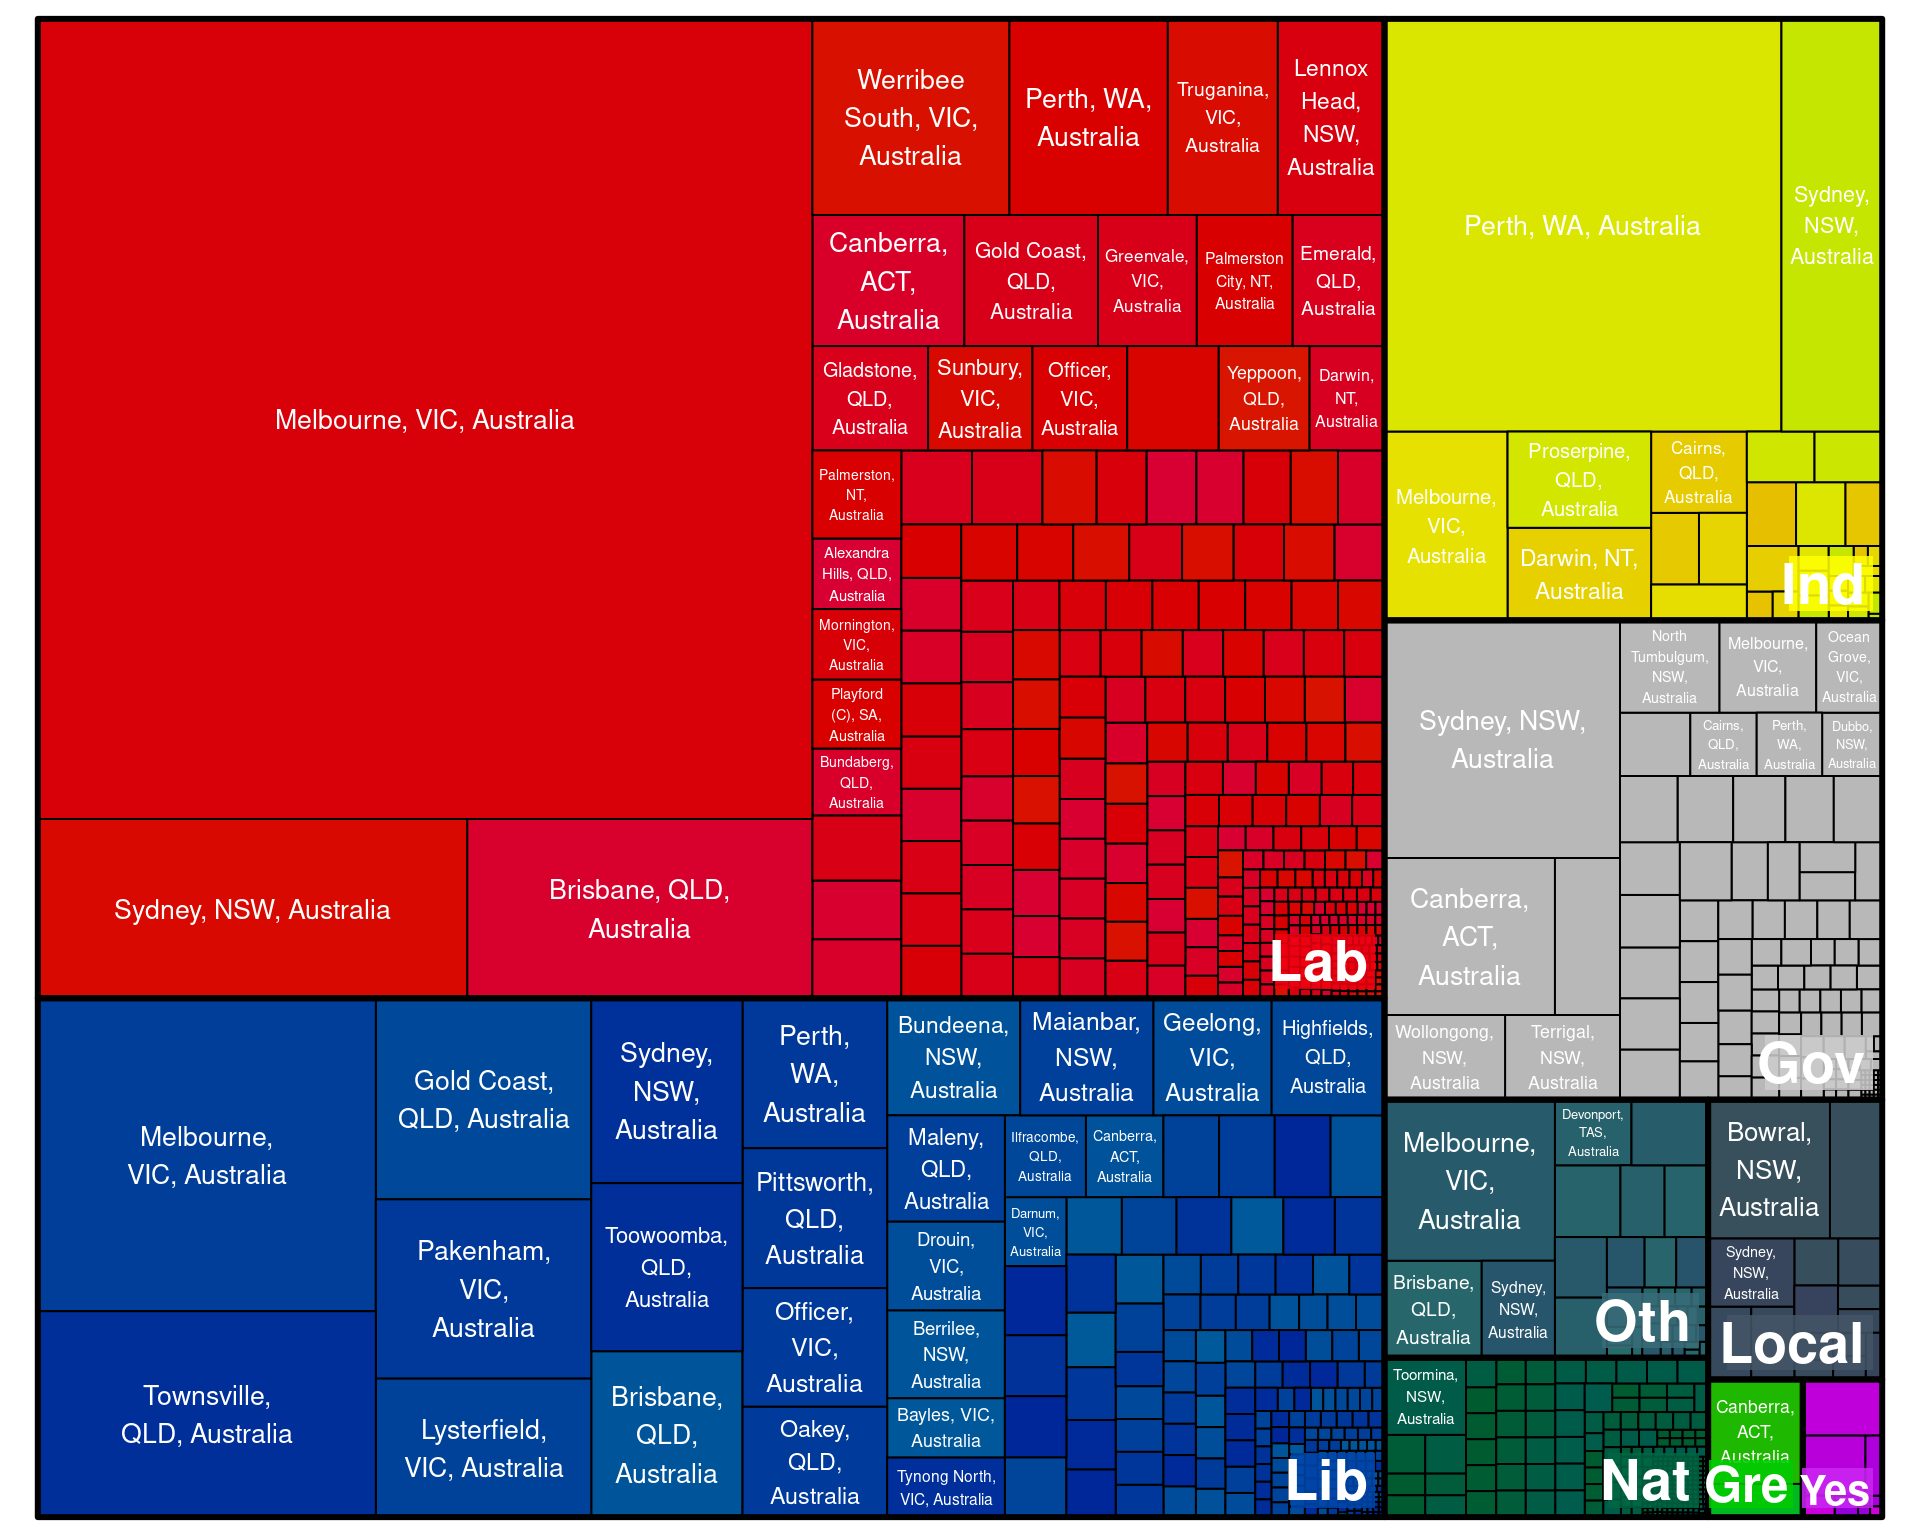 Melbourne, VIC, Australia
Sydney, NSW, Australia
Brisbane, QLD,
Australia
Werribee
South, VIC,
Australia
Perth, WA,
Australia
Truganina,
VIC,
Australia
Lennox
Head,
NSW,
Australia
Canberra,
ACT,
Australia
Gold Coast,
QLD,
Australia
Greenvale,
VIC,
Australia
Palmerston
City, NT,
Australia
Emerald,
QLD,
Australia
Gladstone,
QLD,
Australia
Sunbury,
VIC,
Australia
Officer,
VIC,
Australia
Yeppoon,
QLD,
Australia
Darwin,
NT,
Australia
Palmerston,
NT,
Australia
Alexandra
Hills, QLD,
Australia
Mornington,
VIC,
Australia
Playford
(C), SA,
Australia
Bundaberg,
QLD,
Australia
Lab
Melbourne,
VIC, Australia
Townsville,
QLD, Australia
Gold Coast,
QLD, Australia
Pakenham,
VIC,
Australia
Lysterfield,
VIC, Australia
Sydney,
NSW,
Australia
Toowoomba,
QLD,
Australia
Brisbane,
QLD,
Australia
Perth,
WA,
Australia
Pittsworth,
QLD,
Australia
Officer,
VIC,
Australia
Oakey,
QLD,
Australia
Bundeena,
NSW,
Australia
Maianbar,
NSW,
Australia
Geelong,
VIC,
Australia
Highfields,
QLD,
Australia
Maleny,
QLD,
Australia
Drouin,
VIC,
Australia
Berrilee,
NSW,
Australia
Bayles, VIC,
Australia
Tynong North,
VIC, Australia
Ilfracombe,
QLD,
Australia
Canberra,
ACT,
Australia
Darnum,
VIC,
Australia
Lib
Perth, WA, Australia
Sydney,
NSW,
Australia
Melbourne,
VIC,
Australia
Proserpine,
QLD,
Australia
Darwin, NT,
Australia
Cairns,
QLD,
Australia
Ind
Sydney, NSW,
Australia
Canberra,
ACT,
Australia
Wollongong,
NSW,
Australia
Terrigal,
NSW,
Australia
North
Tumbulgum,
NSW,
Australia
Melbourne,
VIC,
Australia
Ocean
Grove,
VIC,
Australia
Cairns,
QLD,
Australia
Perth,
WA,
Australia
Dubbo,
NSW,
Australia
Gov
Melbourne,
VIC,
Australia
Brisbane,
QLD,
Australia
Sydney,
NSW,
Australia
Devonport,
TAS,
Australia
Oth
Bowral,
NSW,
Australia
Sydney,
NSW,
Australia
Local
Toormina,
NSW,
Australia
Nat
Canberra,
ACT,
Australia
Gre
Yes